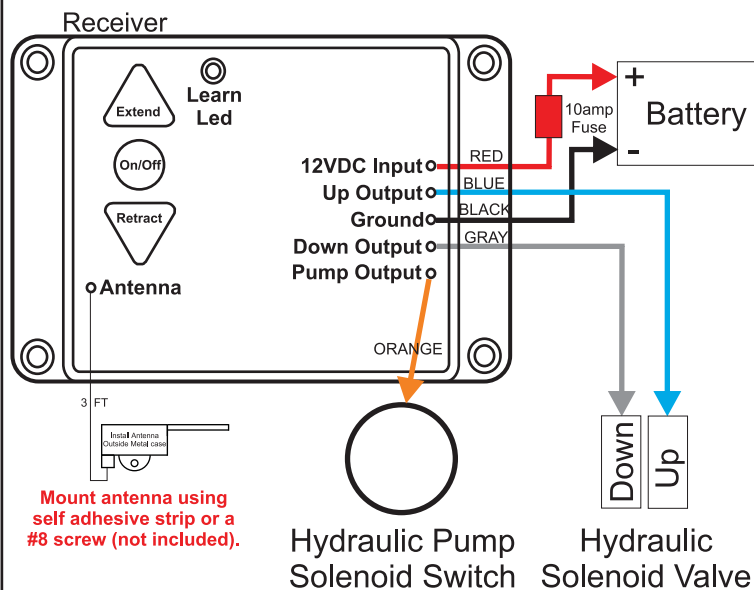 Receiver
Extend
On/Off
Retract
Learn
Led
12VDC Input
Up Output
Ground
Down Output
Pump Output
Antenna
RED
BLUE
BLACK
GRAY
ORANGE
10amp
Fuse
+
Battery
-
3 FT
Install Antenna
Outside Metal case
Mount antenna using
self adhesive strip or a
#8 screw (not included).
Hydraulic Pump
Solenoid Switch
Down
Up
Hydraulic
Solenoid Valve